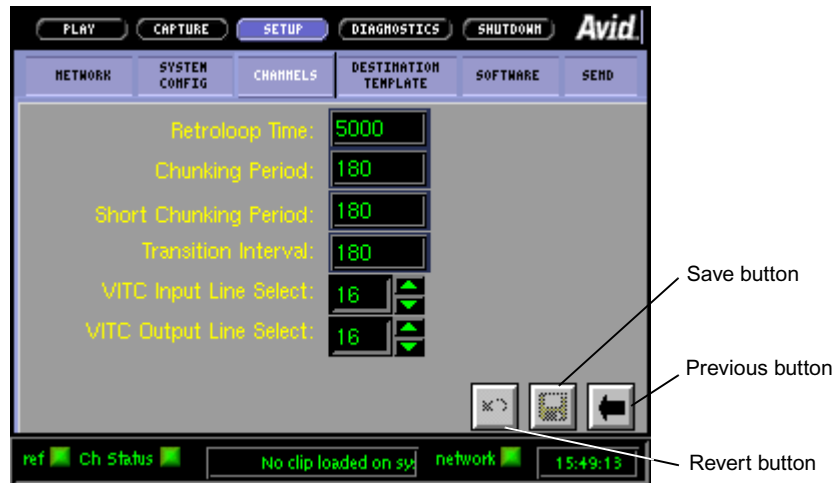 PLAY CAPTURE SETUP DIAGNOSTICS SHUTDOWN Avid
NETWORK SYSTEM CONFIG CHANNELS DESTINATION TEMPLATE SOFTWARE SEND
Retroloop Time: 5000
Chunking Period: 180
Short Chunking Period: 180
Transition Interval: 180
VITC Input Line Select: 16
VITC Output Line Select: 16
Save button
Previous button
Revert button
ref Ch Status No clip loaded on sy network 15:49:13